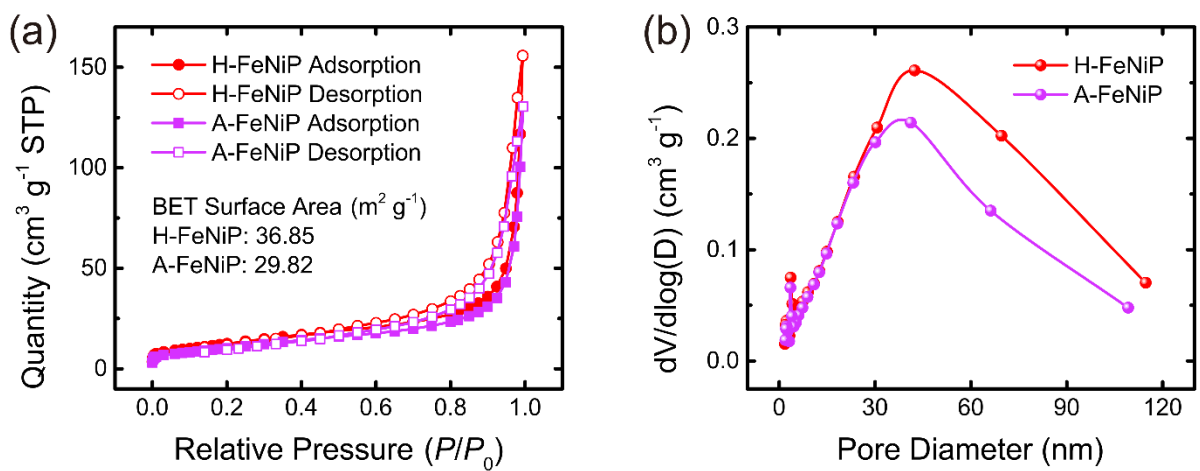 (a)
Quantity (cm³ g⁻¹ STP)
150
100
50
0
H-FeNiP Adsorption
H-FeNiP Desorption
A-FeNiP Adsorption
A-FeNiP Desorption
BET Surface Area (m² g⁻¹)
H-FeNiP: 36.85
A-FeNiP: 29.82
0.0 0.2 0.4 0.6 0.8 1.0
Relative Pressure (P/P₀)
(b)
dV/dlog(D) (cm³ g⁻¹)
0.3
0.2
0.1
0.0
H-FeNiP
A-FeNiP
0 30 60 90 120
Pore Diameter (nm)